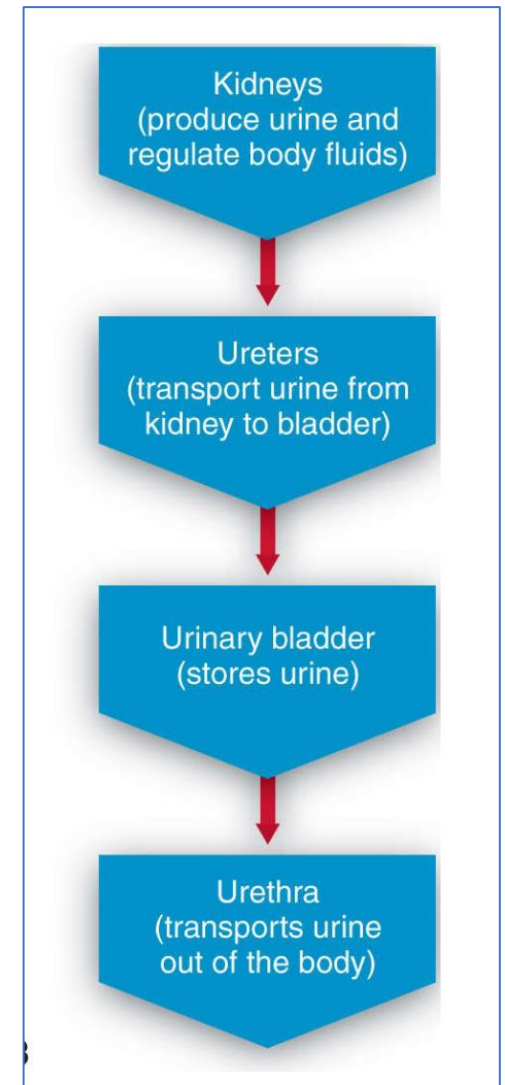 Kidneys
(produce urine and
regulate body fluids)
Ureters
(transport urine from
kidney to bladder)
Urinary bladder
(stores urine)
Urethra
(transports urine
out of the body)